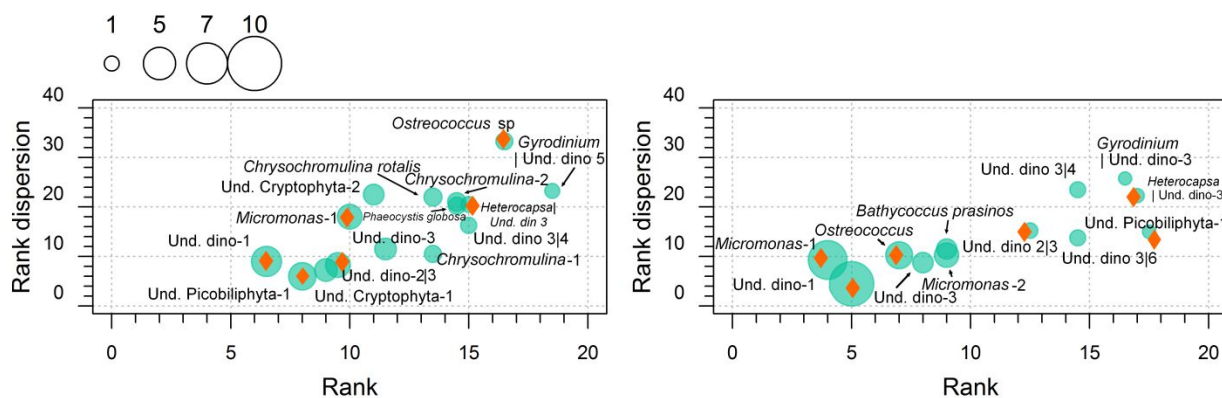 1 5 7 10
Rank dispersion
40
30
20
10
0
Ostreococcus sp
Gyrodinium
| Und. dino 5
Chrysochromulina rotalis
Chrysochromulina-2
Und. Cryptophyta-2
Heterocapsa|
Und. din 3
Phaeocystis globosa
Micromonas-1
Und. dino-3
Und. dino 3|4
Und. dino-1
Chrysochromulina-1
Und. dino-2|3
Und. Picobiliphyta-1
Und. Cryptophyta-1
0 5 10 15 20
Rank
Rank dispersion
40
30
20
10
0
Gyrodinium
| Und. dino-3
Und. dino 3|4
Heterocapsa
| Und. dino-3
Bathycoccus prasinos
Ostreococcus
Und. Picobiliphyta-1
Micromonas-1
Und. dino 2|3
Und. dino 3|6
Und. dino-1
Und. dino-3
Micromonas-2
0 5 10 15 20
Rank